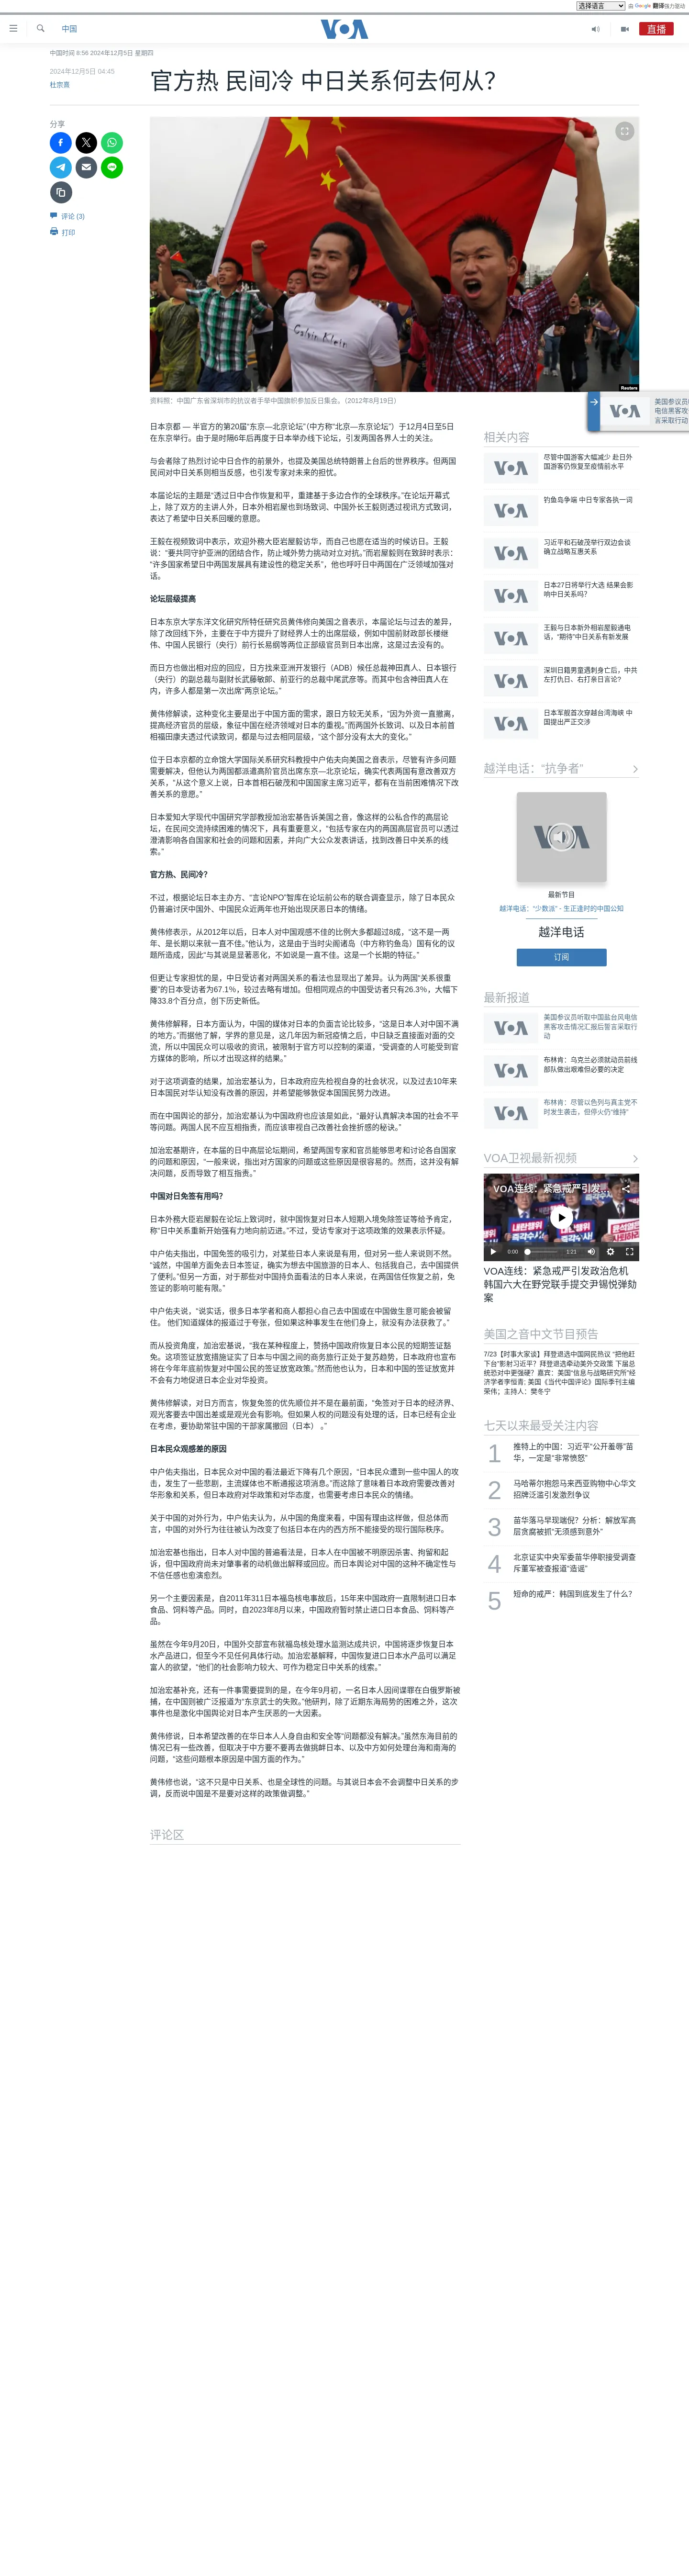 选择语言 由 Google 翻译强力驱动
中国
VOA
直播
中国时间 6:56 2024年12月5日 星期四
2024年12月5日 04:45
杜宗熹
官方热 民间冷 中日关系何去何从?
分享
评论 (3)
打印
Calvin Klein
Reuters
资料照：中国广东省深圳市的抗议者手举中国旗帜参加反日集会。（2012年8月19日）
日本京都 — 半官方的第20届“东京—北京论坛”（中方称“北京—东京论坛”）于12月4日至5日
在东京举行。由于是时隔6年后再度于日本举办线下论坛，引发两国各界人士的关注。
与会者除了热烈讨论中日合作的前景外，也提及美国总统特朗普上台后的世界秩序。但两国
民间对中日关系则相当反感，也引发专家对未来的担忧。
本届论坛的主题是“透过日中合作恢复和平，重建基于多边合作的全球秩序。”在论坛开幕式
上，除了双方的主讲人外，日本外相岩屋也到场致词、中国外长王毅则透过视讯方式致词，
表达了希望中日关系回暖的意愿。
王毅在视频致词中表示，欢迎外務大臣岩屋毅访华，而自己也愿在适当的时候访日。王毅
说：“要共同守护亚洲的团结合作，防止域外势力挑动对立对抗。”而岩屋毅则在致辞时表示：
“许多国家希望日中两国发展具有建设性的稳定关系”，他也呼吁日中两国在广泛领域加强对
话。
论坛层级提高
日本东京大学东洋文化研究所特任研究员黄伟修向美国之音表示，本届论坛与过去的差异，
除了改回线下外，主要在于中方提升了财经界人士的出席层级，例如中国前财政部长楼继
伟、中国人民银行（央行）前行长易纲等两位正部级官员到日本出席，这是过去没有的。
而日方也做出相对应的回应，日方找来亚洲开发银行（ADB）候任总裁神田真人、日本银行
（央行）的副总裁与副财长武藤敏郎、前亚行的总裁中尾武彦等。而其中包含神田真人在
内，许多人都是第一次出席“两京论坛。”
黄伟修解读，这种变化主要是出于中国方面的需求，跟日方较无关系，“因为外资一直撤离，
提高经济官员的层级，象征中国在经济领域对日本的重视。”而两国外长致词、以及日本前首
相福田康夫透过代读致词，都是与过去相同层级，“这个部分没有太大的变化。”
位于日本京都的立命馆大学国际关系研究科教授中户佑夫向美国之音表示，尽管有许多问题
需要解决，但他认为两国都派遣高阶官员出席东京—北京论坛，确实代表两国有意改善双方
关系，“从这个意义上说，日本首相石破茂和中国国家主席习近平，都有在当前困难情况下改
善关系的意愿。”
日本爱知大学现代中国研究学部教授加治宏基告诉美国之音，像这样的公私合作的高层论
坛，在民间交流持续困难的情况下，具有重要意义，“包括专家在内的两国高层官员可以透过
澄清影响各自国家和社会的问题和因素，并向广大公众发表讲话，找到改善日中关系的线
索。”
官方热、民间冷?
不过，根据论坛日本主办方、“言论NPO”智库在论坛前公布的联合调查显示，除了日本民众
仍普遍讨厌中国外、中国民众近两年也开始出现厌恶日本的情绪。
黄伟修表示，从2012年以后，日本人对中国观感不佳的比例大多都超过8成，“这不是一两
年、是长期以来就一直不佳。”他认为，这是由于当时尖阁诸岛（中方称钓鱼岛）国有化的议
题所造成，因此“与其说是显著恶化，不如说是一直不佳。这是一个长期的特征。”
但更让专家担忧的是，中日受访者对两国关系的看法也显现出了差异。认为两国“关系很重
要”的日本受访者为67.1％，较过去略有增加。但相同观点的中国受访者只有26.3％，大幅下
降33.8个百分点，创下历史新低。
黄伟修解释，日本方面认为，中国的媒体对日本的负面言论比较多，“这是日本人对中国不满
的地方。”而据他了解，学界的意见是，这几年因为新冠疫情之后，中日缺乏直接面对面的交
流，所以中国民众可以吸收的资讯，被限制于官方可以控制的渠道，“受调查的人可能受到官
方媒体的影响，所以才出现这样的结果。”
对于这项调查的结果，加治宏基认为，日本政府应先检视自身的社会状况，以及过去10年来
日本国民对华认知没有改善的原因，并希望能够敦促本国国民努力改进。
而在中国舆论的部分，加治宏基认为中国政府也应该是如此，“最好认真解决本国的社会不平
等问题。两国人民不应互相指责，而应该审视自己改善社会挫折感的秘诀。”
加治宏基期许，在本届的日中高层论坛期间，希望两国专家和官员能够思考和讨论各自国家
的问题和原因，“一般来说，指出对方国家的问题或这些原因是很容易的。然而，这并没有解
决问题，反而导致了相互指责。”
中国对日免签有用吗?
日本外務大臣岩屋毅在论坛上致词时，就中国恢复对日本人短期入境免除签证等给予肯定，
称“日中关系重新开始强有力地向前迈进。”不过，受访专家对于这项政策的效果表示怀疑。
中户佑夫指出，中国免签的吸引力，对某些日本人来说是有用，但对另一些人来说则不然。
“诚然，中国单方面免去日本签证，确实为想去中国旅游的日本人、包括我自己，去中国提供
了便利。”但另一方面，对于那些对中国持负面看法的日本人来说，在两国信任恢复之前，免
签证的影响可能有限。”
中户佑夫说，“说实话，很多日本学者和商人都担心自己去中国或在中国做生意可能会被留
住。 他们知道媒体的报道过于夸张，但如果这种事发生在他们身上，就没有办法获救了。”
而从投资角度，加治宏基说，“我在某种程度上，赞扬中国政府恢复日本公民的短期签证豁
免。这项签证放宽措施证实了日本与中国之间的商务旅行正处于复苏趋势，日本政府也宣布
将在今年年底前恢复对中国公民的签证放宽政策。”然而他也认为，日本和中国的签证放宽并
不会有力地促进日本企业对华投资。
黄伟修解读，对日方而言，恢复免签的优先顺位并不是在最前面，“免签对于日本的经济界、
观光客要去中国出差或是观光会有影响。但如果人权的问题没有处理的话，日本已经有企业
在考虑，要协助常驻中国的干部家属撤回（日本） 。”
日本民众观感差的原因
中户佑夫指出，日本民众对中国的看法最近下降有几个原因，“日本民众遭到一些中国人的攻
击，发生了一些悲剧，主流媒体也不断通报这项消息。”而这除了意味着日本政府需要改善对
华形象和关系，但日本政府对华政策和对华态度，也需要考虑日本民众的情绪。
关于中国的对外行为，中户佑夫认为，从中国的角度来看，中国有理由这样做，但总体而
言，中国的对外行为往往被认为改变了包括日本在内的西方所不能接受的现行国际秩序。
加治宏基也指出，日本人对中国的普遍看法是，日本人在中国被不明原因杀害、拘留和起
诉，但中国政府尚未对肇事者的动机做出解释或回应。而日本舆论对中国的这种不确定性与
不信任感也愈演愈烈。
另一个主要因素是，自2011年311日本福岛核电事故后，15年来中国政府一直限制进口日本
食品、饲料等产品。同时，自2023年8月以来，中国政府暂时禁止进口日本食品、饲料等产
品。
虽然在今年9月20日，中国外交部宣布就福岛核处理水监测达成共识，中国将逐步恢复日本
水产品进口，但至今不见任何具体行动。加治宏基解释，中国恢复进口日本水产品可以满足
富人的欲望，“他们的社会影响力较大、可作为稳定日中关系的线索。”
加治宏基补充，还有一件事需要提到的是，在今年9月初，一名日本人因间谍罪在白俄罗斯被
捕，在中国则被广泛报道为“东京武士的失败。”他研判，除了近期东海局势的困难之外，这次
事件也是激化中国舆论对日本产生厌恶的一大因素。
黄伟修说，日本希望改善的在华日本人人身自由和安全等“问题都没有解决。”虽然东海目前的
情况已有一些改善，但取决于中方要不要再去做挑衅日本、以及中方如何处理台海和南海的
问题，“这些问题根本原因是中国方面的作为。”
黄伟修也说，“这不只是中日关系、也是全球性的问题。与其说日本会不会调整中日关系的步
调，反而说中国是不是要对这样的政策做调整。”
评论区
美国参议员听
电信黑客攻击
言采取行动
相关内容
尽管中国游客大幅减少 赴日外
国游客仍恢复至疫情前水平
钓鱼岛争端 中日专家各执一词
习近平和石破茂举行双边会谈
确立战略互惠关系
日本27日将举行大选 结果会影
响中日关系吗？
王毅与日本新外相岩屋毅通电
话，“期待”中日关系有新发展
深圳日籍男童遇刺身亡后，中共
左打仇日、右打亲日言论？
日本军舰首次穿越台湾海峡 中
国提出严正交涉
越洋电话：“抗争者”
最新节目
越洋电话：“少数派” - 生正逢时的中国公知
越洋电话
订阅
最新报道
美国参议员听取中国盐台风电信
黑客攻击情况汇报后誓言采取行
动
布林肯：乌克兰必须就动员前线
部队做出艰难但必要的决定
布林肯：尽管以色列与真主党不
时发生袭击，但停火仍“维持”
VOA卫视最新视频
VOA连线：紧急戒严引发...
0:00 1:21
VOA连线：紧急戒严引发政治危机
韩国六大在野党联手提交尹锡悦弹劾
案
美国之音中文节目预告
7/23【时事大家谈】拜登退选中国网民热议 “把他赶
下台”影射习近平？拜登退选牵动美外交政策 下届总
统恐对中更强硬？ 嘉宾：美国“信息与战略研究所”经
济学者李恒青; 美国《当代中国评论》国际季刊主编
荣伟；主持人：樊冬宁
七天以来最受关注内容
1 推特上的中国：习近平“公开羞辱”苗
华，一定是“非常愤怒”
2 马哈蒂尔抱怨马来西亚购物中心华文
招牌泛滥引发激烈争议
3 苗华落马早现端倪？分析：解放军高
层贪腐被抓“无须感到意外”
4 北京证实中央军委苗华停职接受调查
斥董军被查报道“造谣”
5 短命的戒严：韩国到底发生了什么？